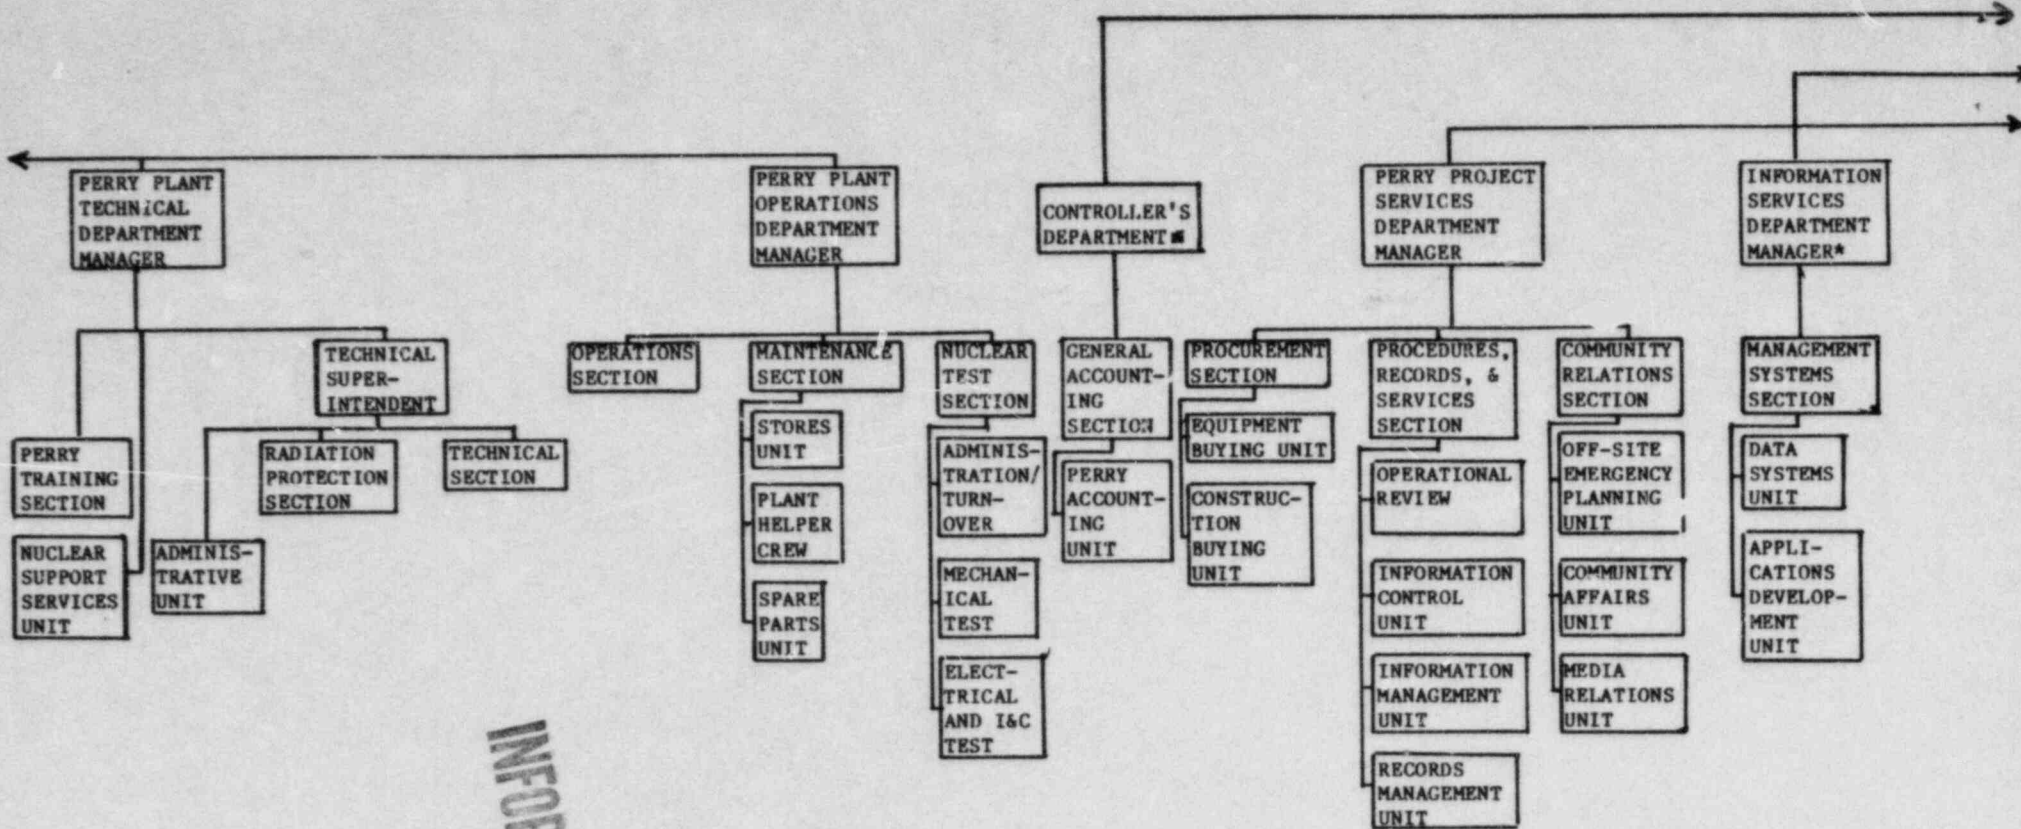 PERRY PLANT
TECHNICAL
DEPARTMENT
MANAGER
PERRY PLANT
OPERATIONS
DEPARTMENT
MANAGER
CONTROLLER'S
DEPARTMENT*
PERRY PROJECT
SERVICES
DEPARTMENT
MANAGER
INFORMATION
SERVICES
DEPARTMENT
MANAGER*
TECHNICAL
SUPER-
INTENDENT
PERRY
TRAINING
SECTION
NUCLEAR
SUPPORT
SERVICES
UNIT
ADMINIS-
TRATIVE
UNIT
RADIATION
PROTECTION
SECTION
TECHNICAL
SECTION
OPERATIONS
SECTION
MAINTENANCE
SECTION
STORES
UNIT
PLANT
HELPER
CREW
SPARE
PARTS
UNIT
NUCLEAR
TEST
SECTION
ADMINIS-
TRATION/
TURN-
OVER
MECHAN-
ICAL
TEST
ELECT-
TRICAL
AND I&C
TEST
GENERAL
ACCOUNT-
ING
SECTION
PERRY
ACCOUNT-
ING
UNIT
PROCUREMENT
SECTION
EQUIPMENT
BUYING UNIT
CONSTRUC-
TION
BUYING
UNIT
PROCEDURES,
RECORDS, &
SERVICES
SECTION
OPERATIONAL
REVIEW
INFORMATION
CONTROL
UNIT
INFORMATION
MANAGEMENT
UNIT
RECORDS
MANAGEMENT
UNIT
COMMUNITY
RELATIONS
SECTION
OFF-SITE
EMERGENCY
PLANNING
UNIT
COMMUNITY
AFFAIRS
UNIT
MEDIA
RELATIONS
UNIT
MANAGEMENT
SYSTEMS
SECTION
DATA
SYSTEMS
UNIT
APPLI-
CATIONS
DEVELOP-
MENT
UNIT